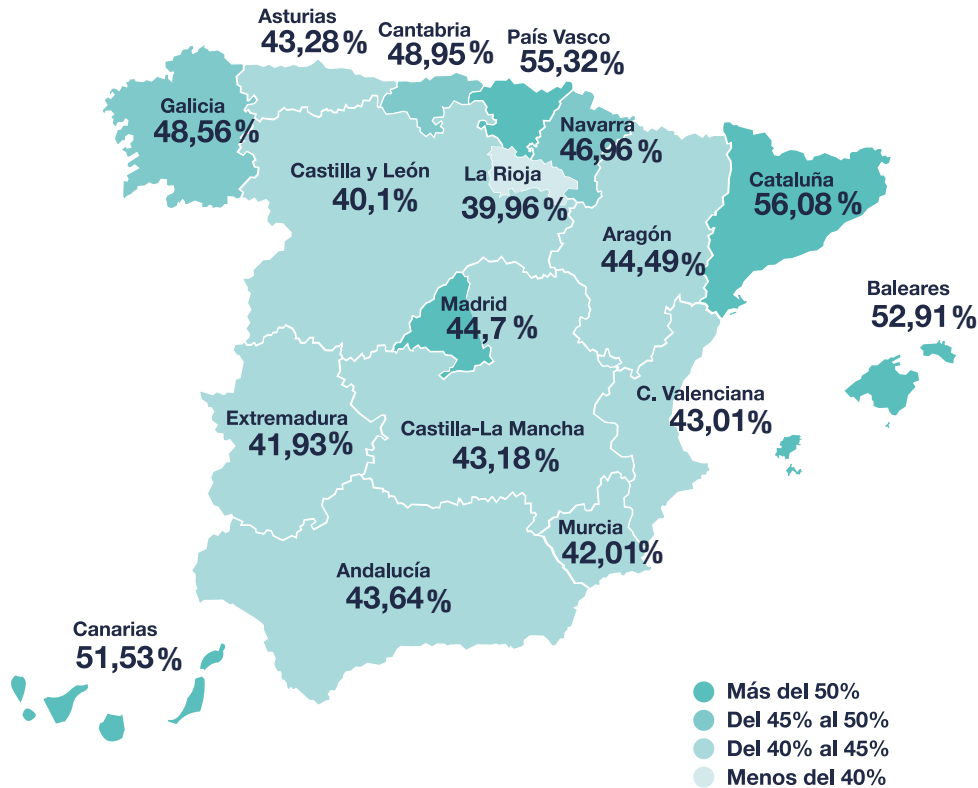 Asturias
43,28%
Cantabria
48,95%
País Vasco
55,32%
Galicia
48,56%
Navarra
46,96%
Castilla y León
40,1%
La Rioja
39,96%
Cataluña
56,08%
Aragón
44,49%
Madrid
44,7%
Baleares
52,91%
C. Valenciana
43,01%
Extremadura
41,93%
Castilla-La Mancha
43,18%
Murcia
42,01%
Andalucía
43,64%
Canarias
51,53%
Más del 50%
Del 45% al 50%
Del 40% al 45%
Menos del 40%